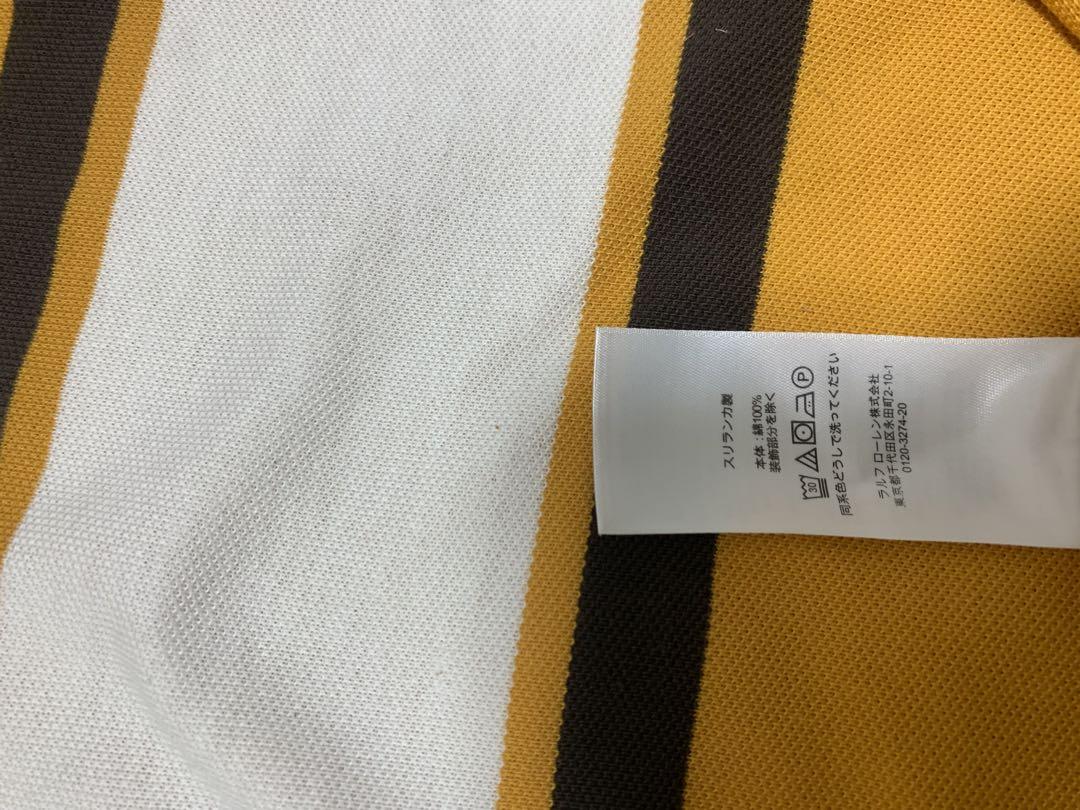 スリランカ製
本体：綿100%
装飾部分を除く
30 P
同系色どうしで洗ってください
ラルフ ローレン株式会社
東京都千代田区永田町2-10-1
0120-3274-20